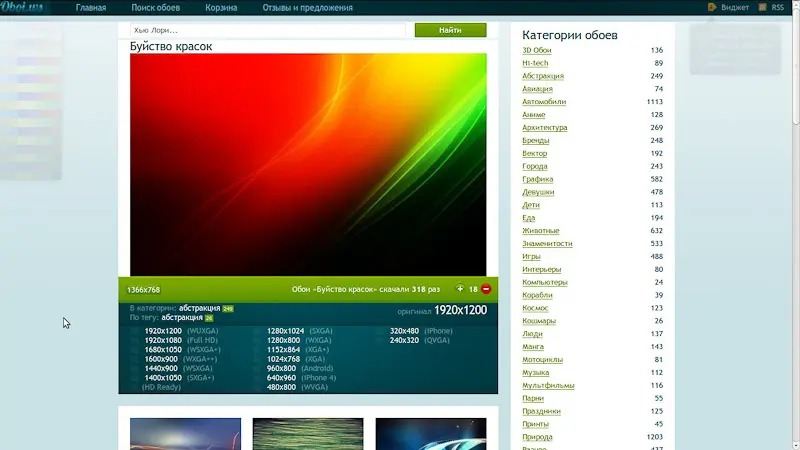 Oboi.ws
Главная
Поиск обоев
Корзина
Отзывы и предложения
Виджет
RSS
Хью Лори...
Найти
Буйство красок
1366x768
Обои «Буйство красок» скачали 318 раз
18
В категории: абстракция 249
По тегу: абстракция 26
оригинал 1920x1200
1920x1200 (WUXGA)
1920x1080 (Full HD)
1680x1050 (WSXGA+)
1600x900 (WXGA++)
1440x900 (WSXGA)
1400x1050 (SXGA+)
(HD Ready)
1280x1024 (SXGA)
1280x800 (WXGA)
1152x864 (XGA+)
1024x768 (XGA)
960x800 (Android)
640x960 (iPhone 4)
480x800 (WVGA)
320x480 (iPhone)
240x320 (QVGA)
Категории обоев
3D Обои 136
Hi-tech 89
Абстракция 249
Авиация 74
Автомобили 1113
Аниме 128
Архитектура 269
Бренды 248
Вектор 192
Города 243
Графика 582
Девушки 478
Дети 113
Еда 194
Животные 632
Знаменитости 533
Игры 488
Интерьеры 80
Компьютеры 24
Корабли 39
Космос 123
Кошмары 26
Люди 137
Манга 143
Мотоциклы 81
Музыка 112
Мультфильмы 116
Парни 55
Праздники 125
Принты 45
Природа 1203
Разное 437